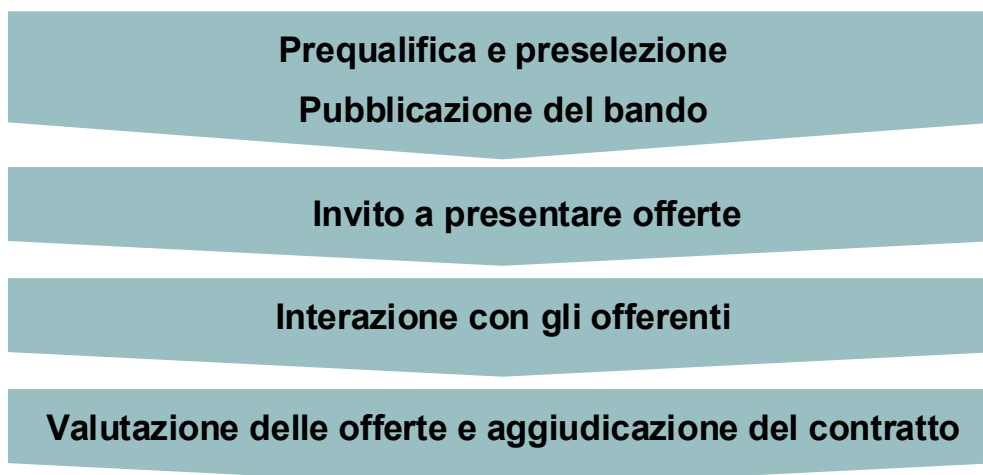 Prequalifica e preselezione
Pubblicazione del bando
Invito a presentare offerte
Interazione con gli offerenti
Valutazione delle offerte e aggiudicazione del contratto